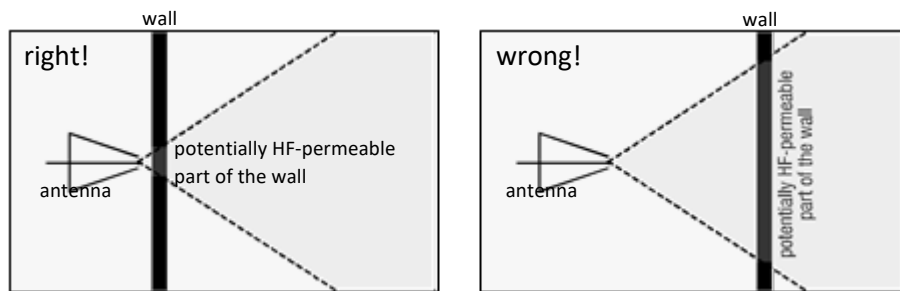 wall
right!
potentially HF-permeable
part of the wall
antenna
wall
wrong!
potentially HF-permeable
part of the wall
antenna